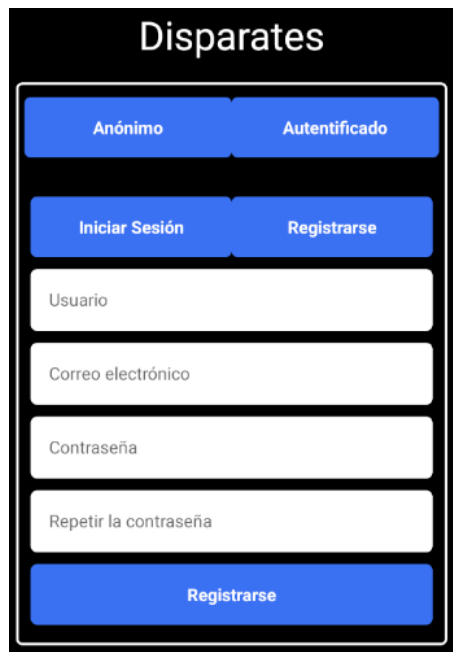 Disparates
Anónimo Autentificado
Iniciar Sesión Registrarse
Usuario
Correo electrónico
Contraseña
Repetir la contraseña
Registrarse